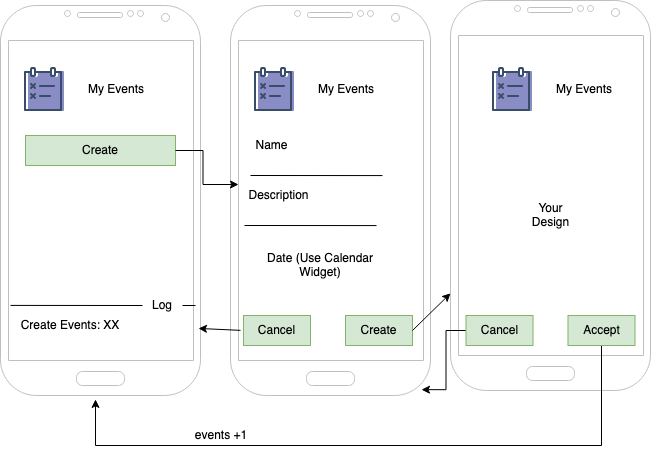 My Events
Create
Log
Create Events: XX
My Events
Name
Description
Date (Use Calendar
Widget)
Cancel
Create
My Events
Your
Design
Cancel
Accept
events +1